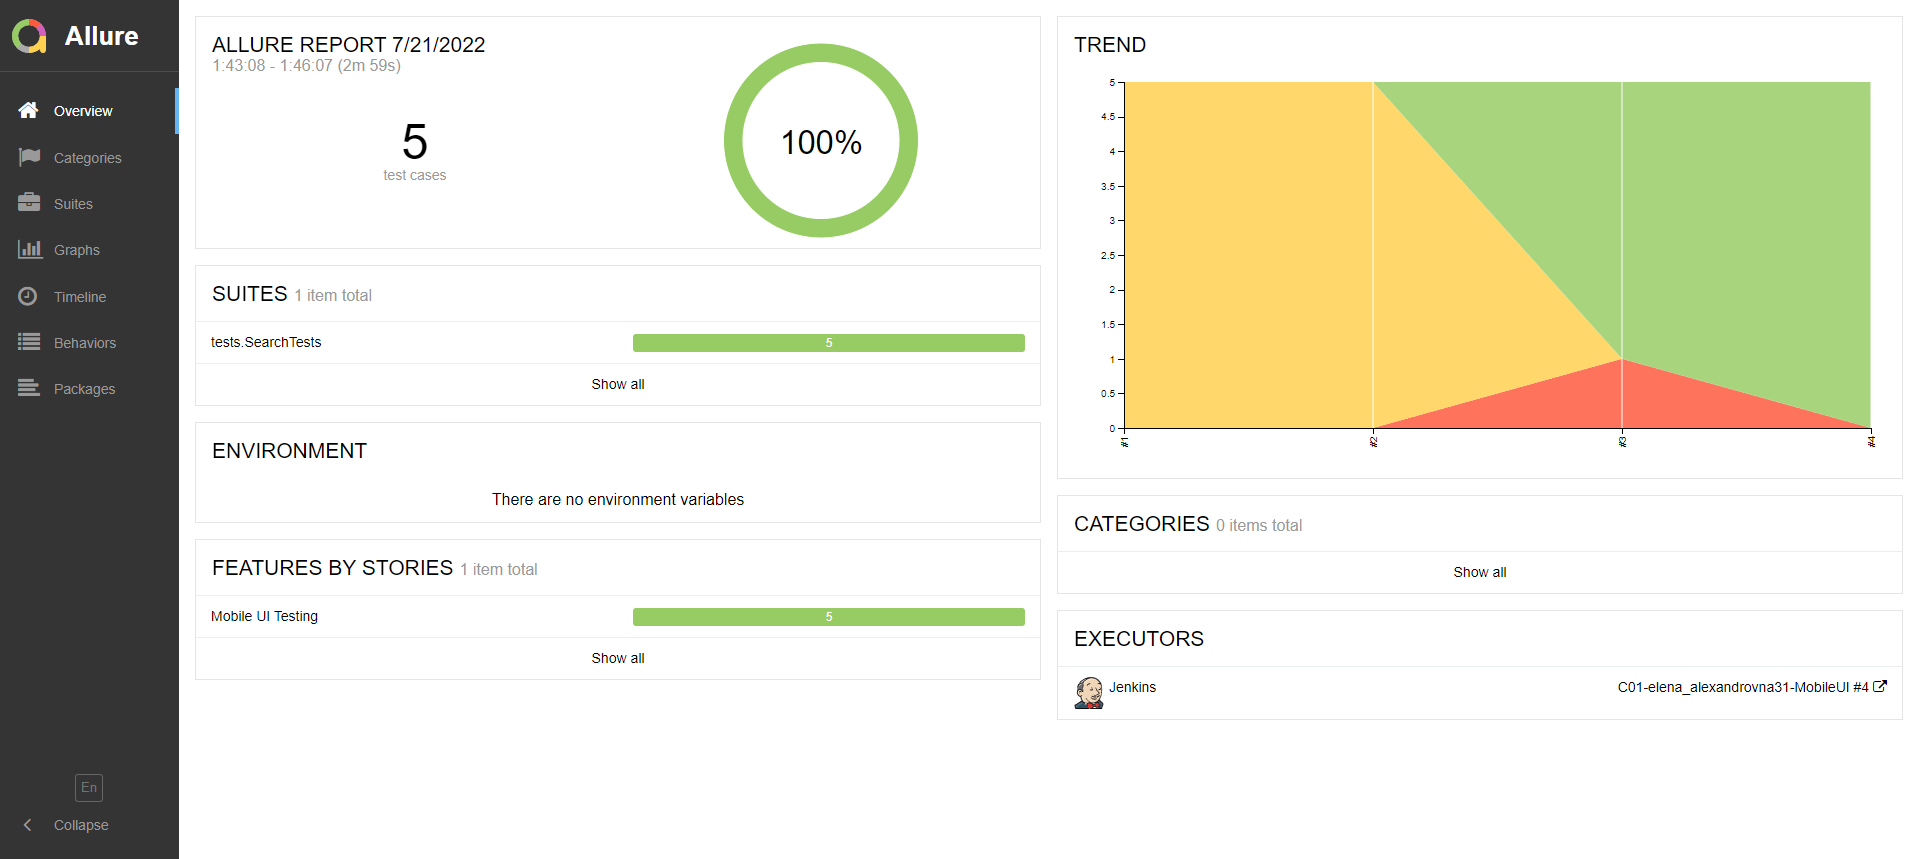 Allure
Overview
Categories
Suites
Graphs
Timeline
Behaviors
Packages
En
Collapse
ALLURE REPORT 7/21/2022
1:43:08 - 1:46:07 (2m 59s)
5
test cases
100%
SUITES 1 item total
tests.SearchTests 5
Show all
ENVIRONMENT
There are no environment variables
FEATURES BY STORIES 1 item total
Mobile UI Testing 5
Show all
TREND
5
4.5
4
3.5
3
2.5
2
1.5
1
0.5
0
#1 #2 #3 #4
CATEGORIES 0 items total
Show all
EXECUTORS
Jenkins C01-elena_alexandrovna31-MobileUI #4